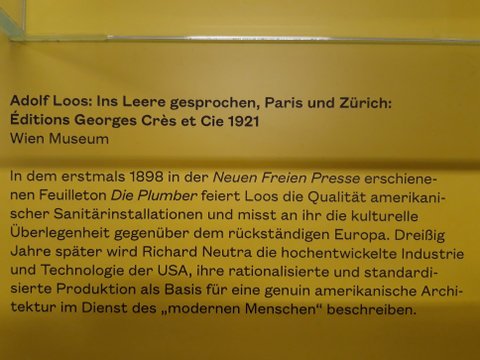 Adolf Loos: Ins Leere gesprochen, Paris und Zürich:
Éditions Georges Crès et Cie 1921
Wien Museum
In dem erstmals 1898 in der Neuen Freien Presse erschiene-
nen Feuilleton Die Plumber feiert Loos die Qualität amerikani-
scher Sanitärinstallationen und misst an ihr die kulturelle
Überlegenheit gegenüber dem rückständigen Europa. Dreißig
Jahre später wird Richard Neutra die hochentwickelte Industrie
und Technologie der USA, ihre rationalisierte und standardi-
sierte Produktion als Basis für eine genuin amerikanische Archi-
tektur im Dienst des „modernen Menschen“ beschreiben.